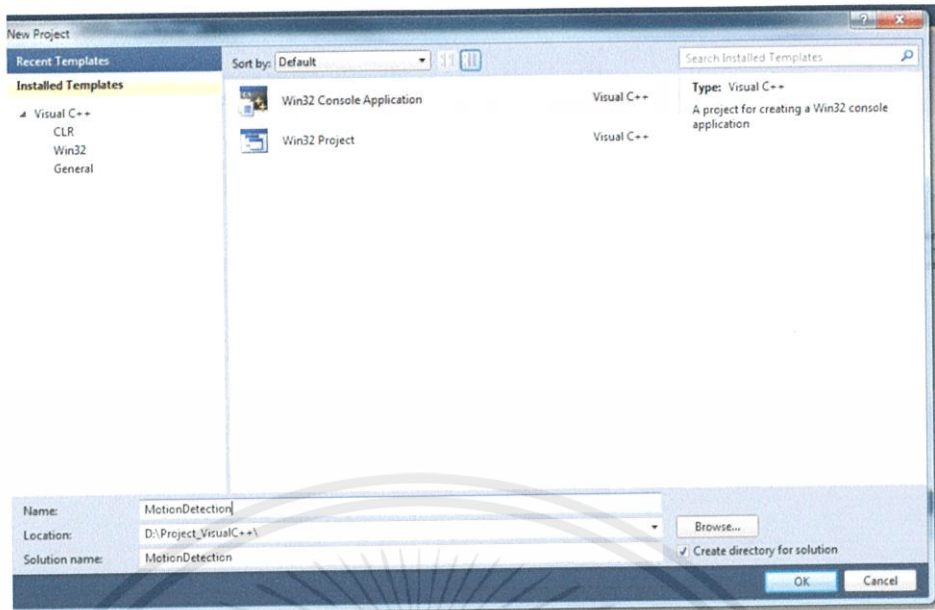 New Project
Recent Templates
Installed Templates
Visual C++
CLR
Win32
General
Sort by: Default
Win32 Console Application Visual C++
Win32 Project Visual C++
Search Installed Templates
Type: Visual C++
A project for creating a Win32 console
application
Name: MotionDetection
Location: D:\Project_VisualC++\
Solution name: MotionDetection
Browse...
Create directory for solution
OK Cancel